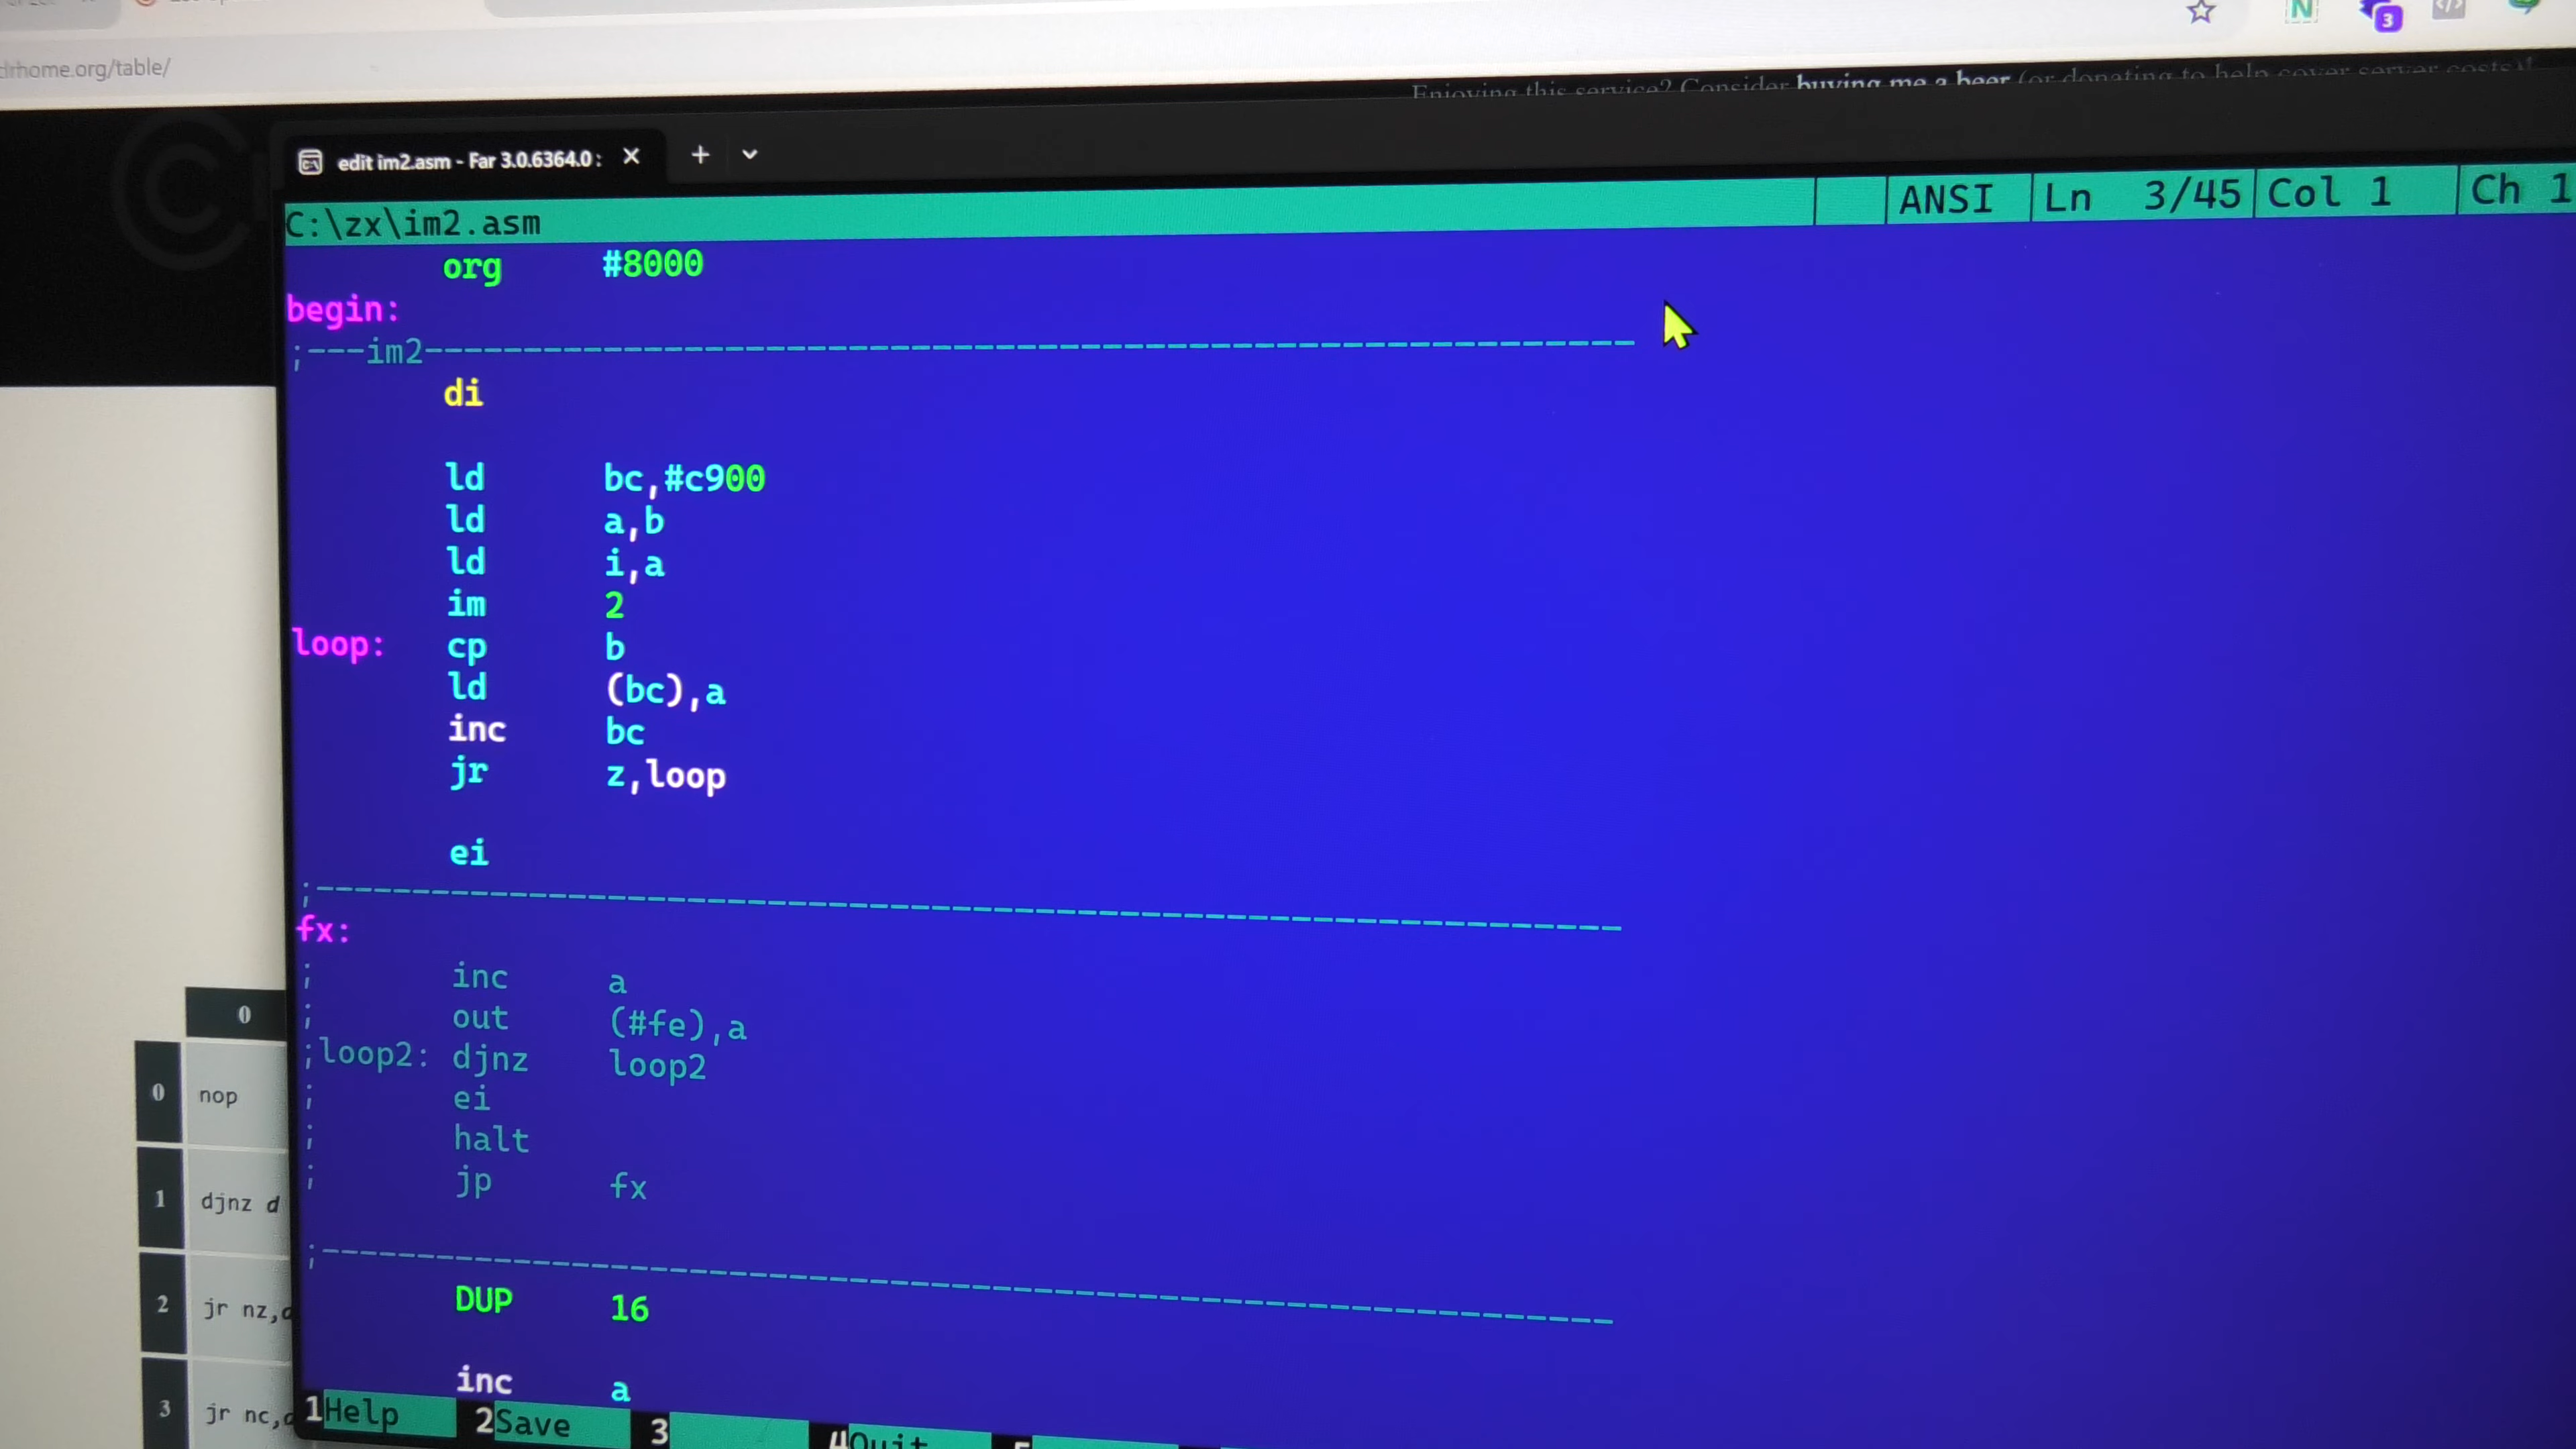 3
clrhome.org/table/
Enjoying this service? Consider buying me a beer (or donating to help cover server costs)!
edit im2.asm - Far 3.0.6364.0 :
C:\zx\im2.asm ANSI Ln 3/45 Col 1 Ch 1
org #8000
begin:
;---im2---------------------------------------------------------------
di
ld bc,#c900
ld a,b
ld i,a
im 2
loop: cp b
ld (bc),a
inc bc
jr z,loop
ei
;---------------------------------------------------------------------
fx:
; inc a
; out (#fe),a
;loop2: djnz loop2
; ei
; halt
; jp fx
;---------------------------------------------------------------------
DUP 16
inc a
1Help 2Save 3 4Quit
0
0 nop
1 djnz d
2 jr nz,d
3 jr nc,d